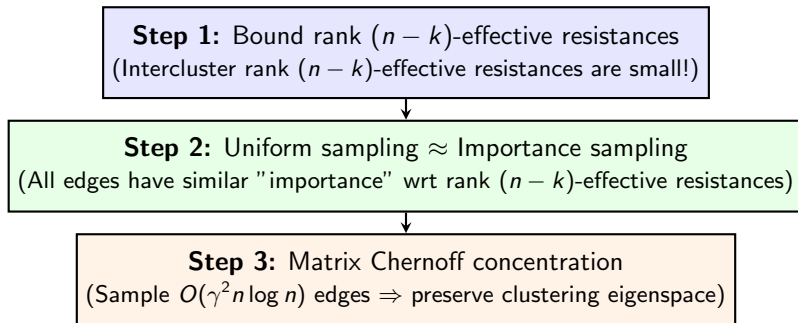 Step 1: Bound rank (n − k)-effective resistances
(Intercluster rank (n − k)-effective resistances are small!)
Step 2: Uniform sampling ≈ Importance sampling
(All edges have similar ”importance” wrt rank (n − k)-effective resistances)
Step 3: Matrix Chernoff concentration
(Sample O(γ²n log n) edges ⇒ preserve clustering eigenspace)